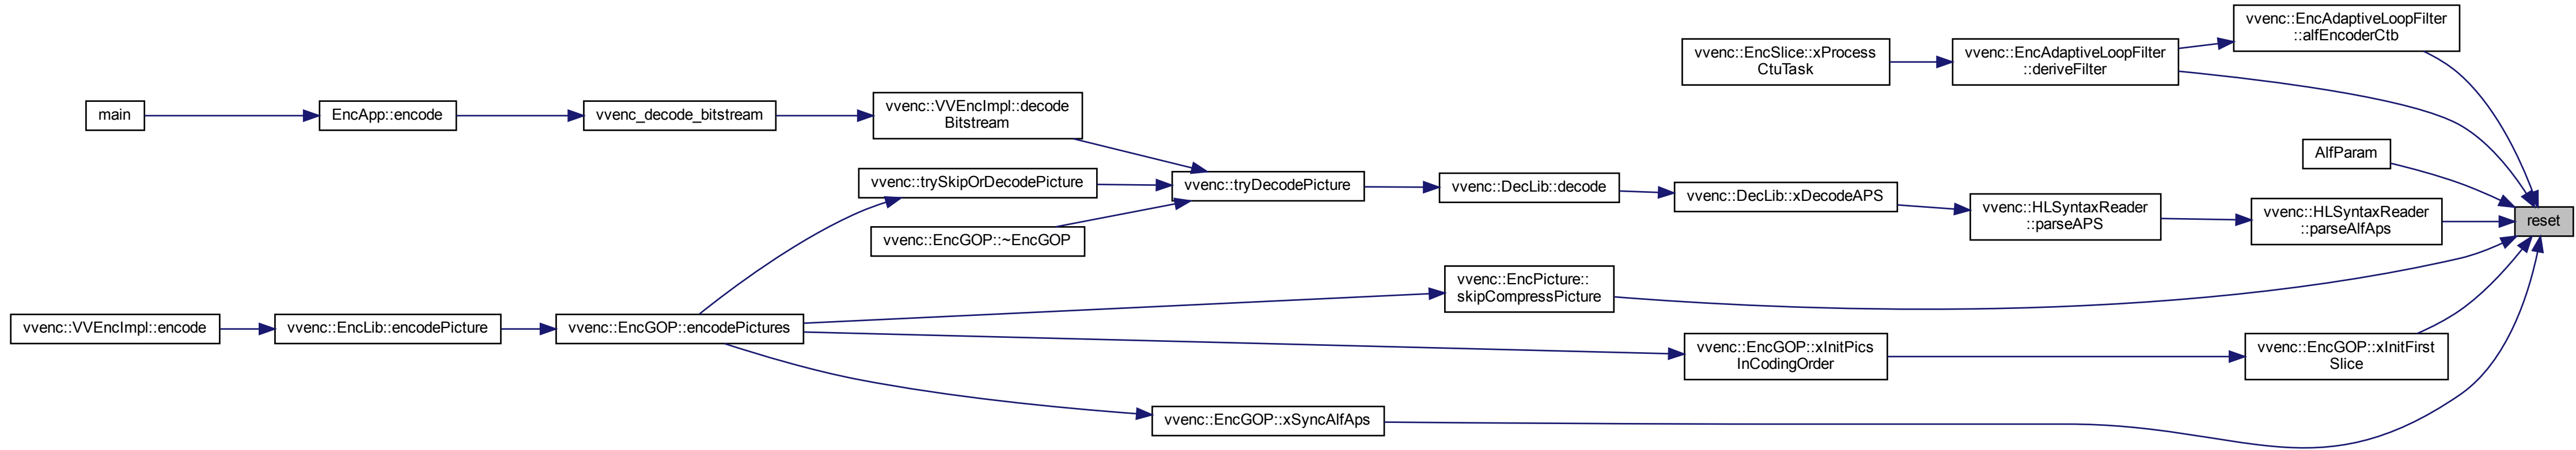 vvenc::EncAdaptiveLoopFilter
::alfEncoderCtb
vvenc::EncSlice::xProcess
CtuTask
vvenc::EncAdaptiveLoopFilter
::deriveFilter
main
EncApp::encode
vvenc_decode_bitstream
vvenc::VVEncImpl::decode
Bitstream
AlfParam
vvenc::trySkipOrDecodePicture
vvenc::tryDecodePicture
vvenc::DecLib::decode
vvenc::DecLib::xDecodeAPS
vvenc::HLSyntaxReader
::parseAPS
vvenc::HLSyntaxReader
::parseAlfAps
reset
vvenc::EncGOP::~EncGOP
vvenc::EncPicture::
skipCompressPicture
vvenc::VVEncImpl::encode
vvenc::EncLib::encodePicture
vvenc::EncGOP::encodePictures
vvenc::EncGOP::xInitPics
InCodingOrder
vvenc::EncGOP::xInitFirst
Slice
vvenc::EncGOP::xSyncAlfAps